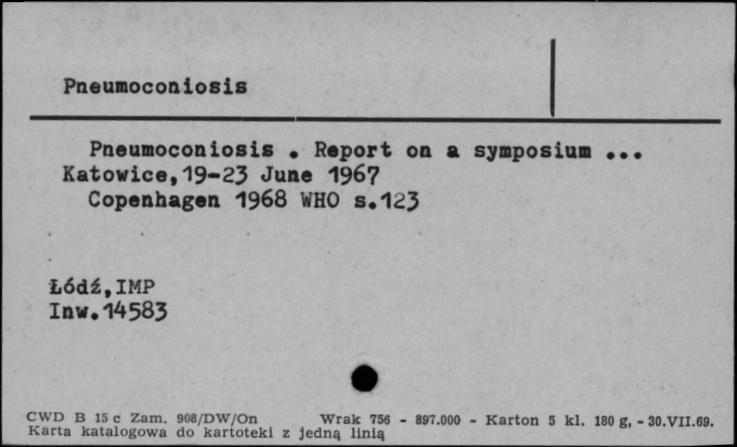 Pneumoconiosis
Pneumoconiosis . Report on a symposium ...
Katowice,19-23 June 1967
Copenhagen 1968 WHO s.123
Łódź,IMP
Inw.14583
CWD B 15 c Zam. 908/DW/On Wrak 756 - 897.000 - Karton 5 kl. 180 g, - 30.VII.69.
Karta katalogowa do kartoteki z jedną linią